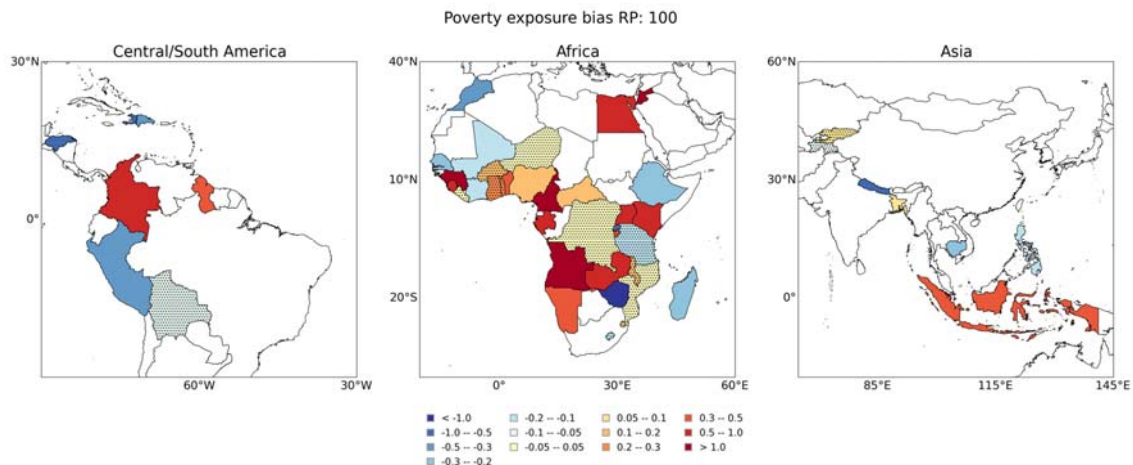 Poverty exposure bias RP: 100
Central/South America
Africa
Asia
30°N
0°
60°W
30°W
40°N
10°N
20°S
0°
30°E
60°E
60°N
30°N
0°
85°E
115°E
145°E
< -1.0
-1.0 -- -0.5
-0.5 -- -0.3
-0.3 -- -0.2
-0.2 -- -0.1
-0.1 -- -0.05
-0.05 -- 0.05
0.05 -- 0.1
0.1 -- 0.2
0.2 -- 0.3
0.3 -- 0.5
0.5 -- 1.0
> 1.0